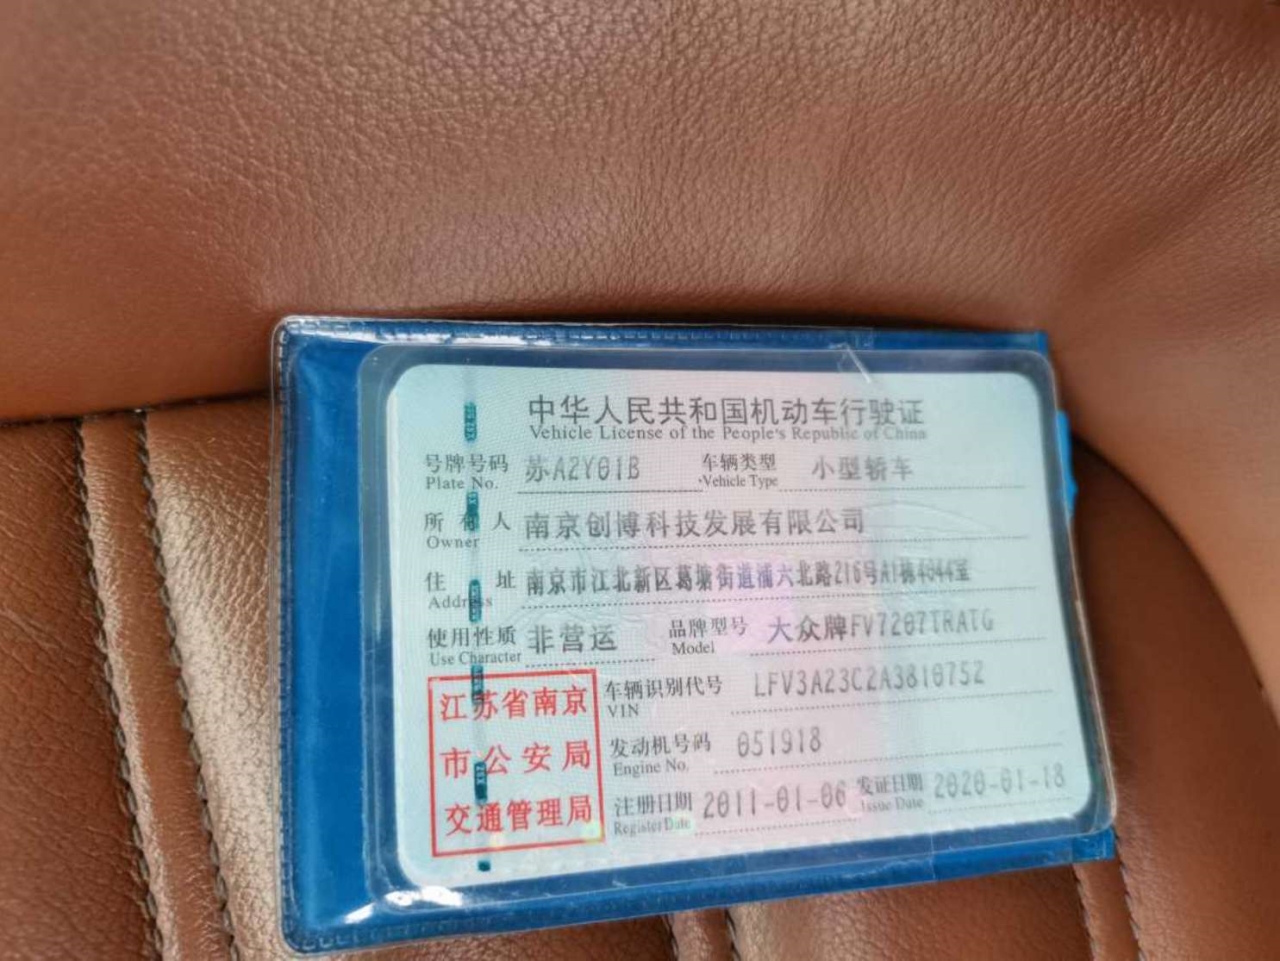 中华人民共和国机动车行驶证
Vehicle License of the People's Republic of China
号牌号码 苏A2Y01B 车辆类型 小型轿车
Plate No. Vehicle Type
所有人 南京创博科技发展有限公司
Owner
住址 南京市江北新区葛塘街道浦六北路216号A1栋4044室
Address
使用性质 非营运 品牌型号 大众牌FV7207TRATG
Use Character Model
江苏省南京 车辆识别代号 LFV3A23C2A3810752
VIN
市公安局 发动机号码 051918
Engine No.
交通管理局 注册日期 2011-01-06 发证日期 2020-01-18
Register Date Issue Date